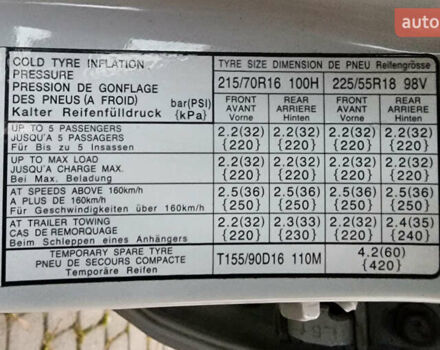 auto
COLD TYRE INFLATION
PRESSURE
PRESSION DE GONFLAGE
DES PNEUS (A FROID)
Kalter Reifenfülldruck
bar(PSI)
{kPa}
TYRE SIZE DIMENSION DE PNEU Reifengrösse
215/70R16 100H 225/55R18 98V
FRONT REAR FRONT REAR
AVANT ARRIERE AVANT ARRIERE
Vorne Hinten Vorne Hinten
UP TO 5 PASSENGERS
JUSQU'A 5 PASSAGERS
Für Bis zu 5 Insassen
2.2(32) 2.2(32) 2.2(32) 2.2(32)
{220} {220} {220} {220}
UP TO MAX LOAD
JUSQU'A CHARGE MAX.
Bei Max. Beladung
2.2(32) 2.2(32) 2.2(32) 2.2(32)
{220} {220} {220} {220}
AT SPEEDS ABOVE 160km/h
A PLUS DE 160km/h
Für Geschwindigkeiten über 160km/h
2.5(36) 2.5(36) 2.5(36) 2.5(36)
{250} {250} {250} {250}
AT TRAILER TOWING
CAS DE REMORQUAGE
Beim Schleppen eines Anhängers
2.2(32) 2.3(33) 2.2(32) 2.4(35)
{220} {230} {220} {240}
TEMPORARY SPARE TYRE
PNEU DE SECOURS COMPACTE
Temporäre Reifen
T155/90D16 110M
4.2(60)
{420}